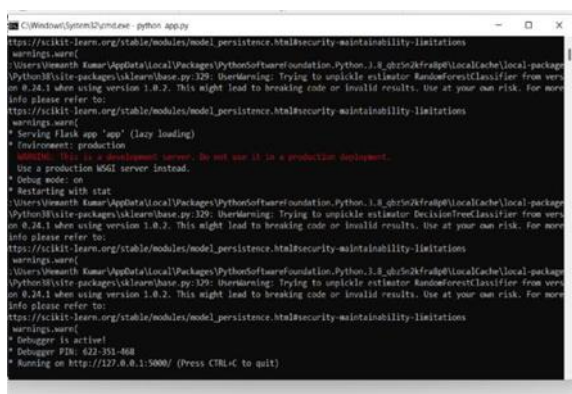 C:\Windows\System32\cmd.exe - python app.py
ttps://scikit-learn.org/stable/modules/model_persistence.html#security-maintainability-limitations
warnings.warn(
:\Users\Hemanth Kumar\AppData\Local\Packages\PythonSoftwareFoundation.Python.3.8_qbz5n2kfra8p0\LocalCache\local-package
\Python38\site-packages\sklearn\base.py:329: UserWarning: Trying to unpickle estimator RandomForestClassifier from vers
on 0.24.1 when using version 1.0.2. This might lead to breaking code or invalid results. Use at your own risk. For more
info please refer to:
ttps://scikit-learn.org/stable/modules/model_persistence.html#security-maintainability-limitations
warnings.warn(
* Serving Flask app 'app' (lazy loading)
* Environment: production
WARNING: This is a development server. Do not use it in a production deployment.
Use a production WSGI server instead.
* Debug mode: on
* Restarting with stat
:\Users\Hemanth Kumar\AppData\Local\Packages\PythonSoftwareFoundation.Python.3.8_qbz5n2kfra8p0\LocalCache\local-package
\Python38\site-packages\sklearn\base.py:329: UserWarning: Trying to unpickle estimator DecisionTreeClassifier from vers
on 0.24.1 when using version 1.0.2. This might lead to breaking code or invalid results. Use at your own risk. For more
info please refer to:
ttps://scikit-learn.org/stable/modules/model_persistence.html#security-maintainability-limitations
warnings.warn(
:\Users\Hemanth Kumar\AppData\Local\Packages\PythonSoftwareFoundation.Python.3.8_qbz5n2kfra8p0\LocalCache\local-package
\Python38\site-packages\sklearn\base.py:329: UserWarning: Trying to unpickle estimator RandomForestClassifier from vers
on 0.24.1 when using version 1.0.2. This might lead to breaking code or invalid results. Use at your own risk. For more
info please refer to:
ttps://scikit-learn.org/stable/modules/model_persistence.html#security-maintainability-limitations
warnings.warn(
* Debugger is active!
* Debugger PIN: 622-351-468
* Running on http://127.0.0.1:5000/ (Press CTRL+C to quit)